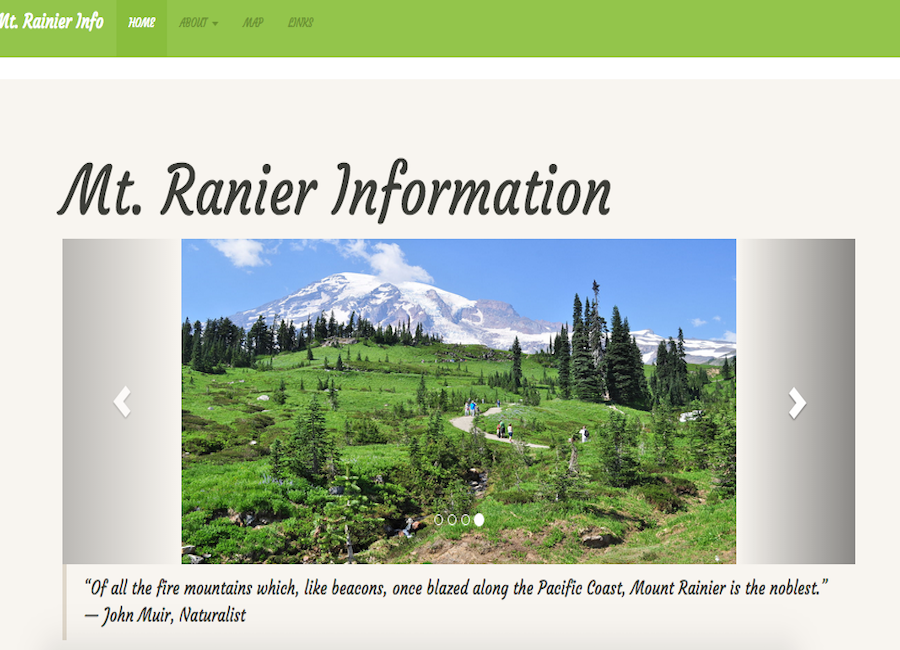 Mt. Rainier Info HOME ABOUT MAP LINKS
Mt. Ranier Information
“Of all the fire mountains which, like beacons, once blazed along the Pacific Coast, Mount Rainier is the noblest.”
— John Muir, Naturalist